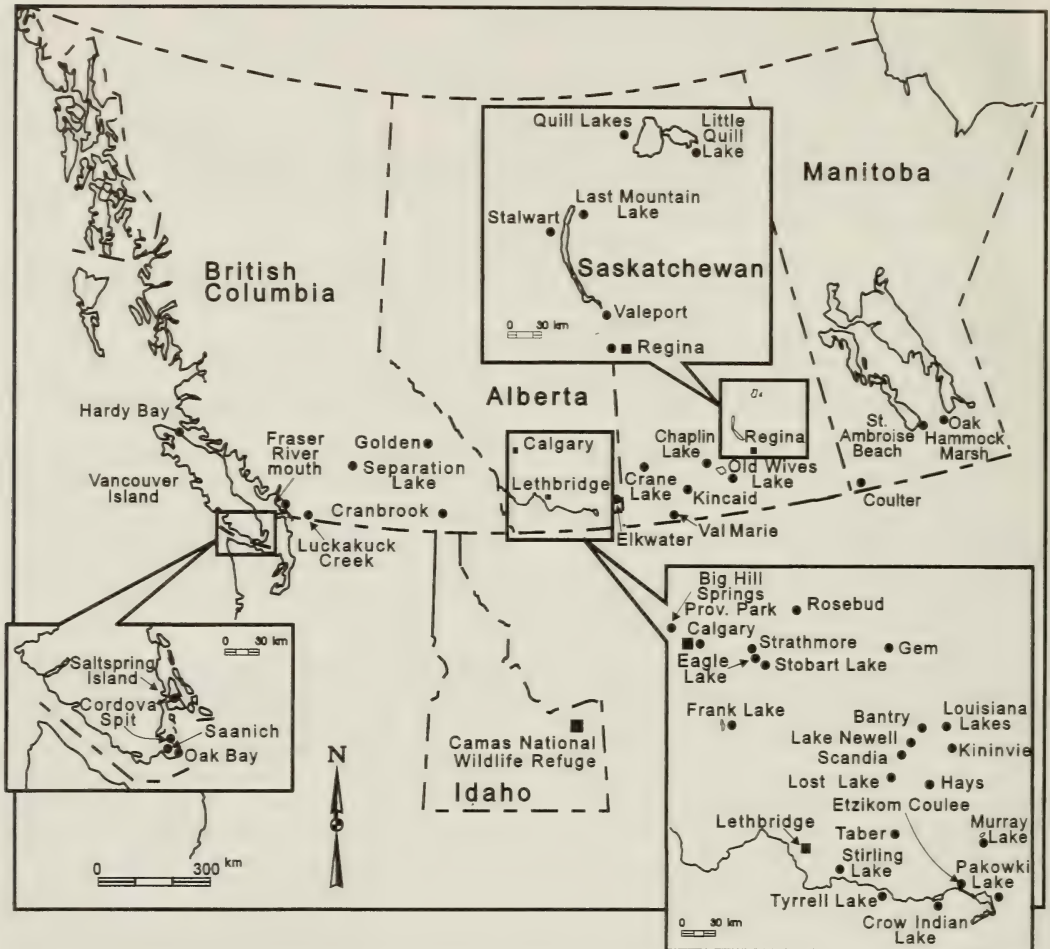 Quill Lakes
Little
Quill
Lake
Manitoba
Last Mountain
Lake
Stalwart
Saskatchewan
British
Columbia
Valeport
0 30 km
Regina
Alberta
Hardy Bay
Fraser
River
mouth
Golden
Separation
Lake
Vancouver
Island
Cranbrook
Luckakuck
Creek
Calgary
Lethbridge
Chaplin
Lake
Regina
Old Wives
Lake
Crane
Lake
Kincaid
Val Marie
Elkwater
St.
Ambroise
Beach
Oak
Hammock
Marsh
Coulter
0 30 km
Saltspring
Island
Cordova
Spit
Saanich
Oak Bay
Camas National
Wildlife Refuge
Idaho
N
0 300 km
Big Hill
Springs
Prov. Park
Rosebud
Calgary
Strathmore
Gem
Eagle
Lake
Stobart Lake
Frank Lake
Bantry
Louisiana
Lakes
Lake Newell
Kininvie
Scandia
Lost Lake
Hays
Etzikom Coulee
Lethbridge
Taber
Murray
Lake
Stirling
Lake
Pakowki
Lake
Tyrrell Lake
Crow Indian
Lake
0 30 km